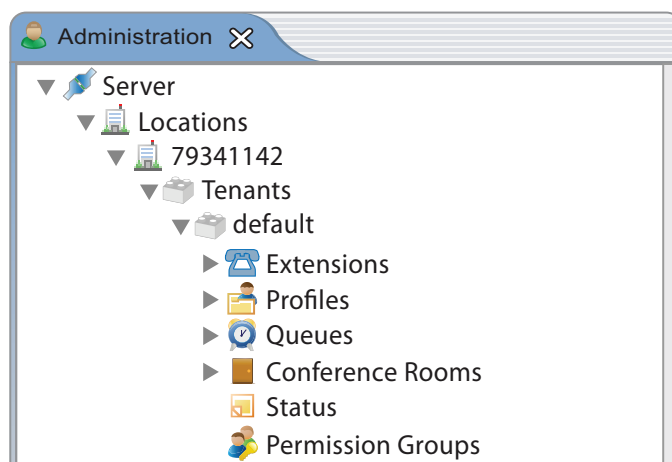 Administration
Server
Locations
79341142
Tenants
default
Extensions
Profiles
Queues
Conference Rooms
Status
Permission Groups